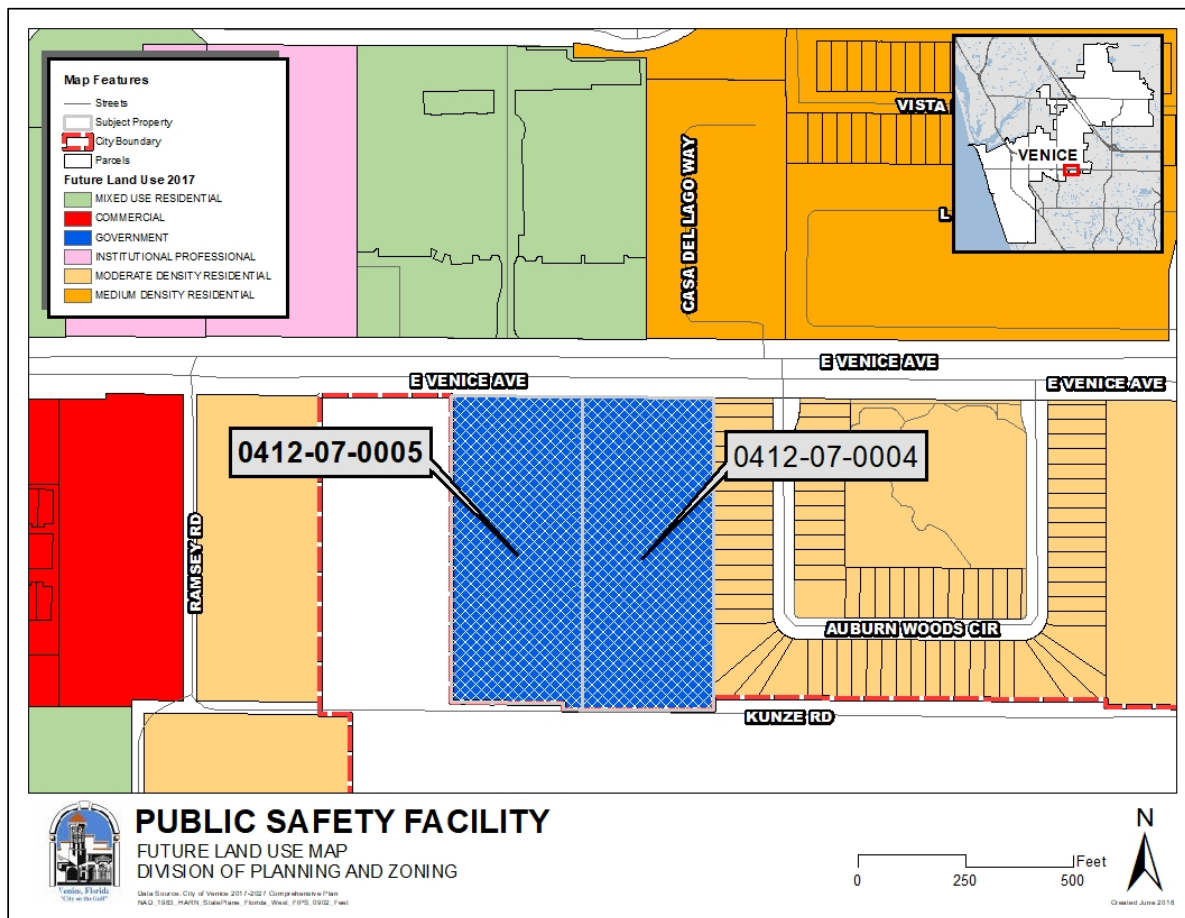 Map Features
Streets
Subject Property
City Boundary
Parcels
Future Land Use 2017
MIXED USE RESIDENTIAL
COMMERCIAL
GOVERNMENT
INSTITUTIONAL PROFESSIONAL
MODERATE DENSITY RESIDENTIAL
MEDIUM DENSITY RESIDENTIAL
VISTA
VENICE
L
CASA DEL LAGO WAY
E VENICE AVE
E VENICE AVE
E VENICE AVE
0412-07-0005
0412-07-0004
RAMSEY RD
AUBURN WOODS CIR
KUNZE RD
Venice, Florida
"City on the Gulf"
PUBLIC SAFETY FACILITY
FUTURE LAND USE MAP
DIVISION OF PLANNING AND ZONING
Data Source: City of Venice 2017-2027 Comprehensive Plan
NAD_1983_HARN_StatePlane_Florida_West_FIPS_0902_Feet
Feet
0 250 500
N
Created June 2018